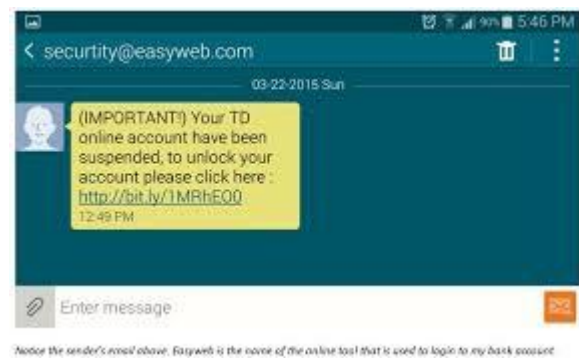 90% 5:46 PM
securtity@easyweb.com
03-22-2015 Sun
(IMPORTANT!) Your TD
online account have been
suspended, to unlock your
account please click here :
http://bit.ly/1MRhEO0
12:49 PM
Enter message
Notice the sender's email above. Easyweb is the name of the online tool that is used to login to my bank account